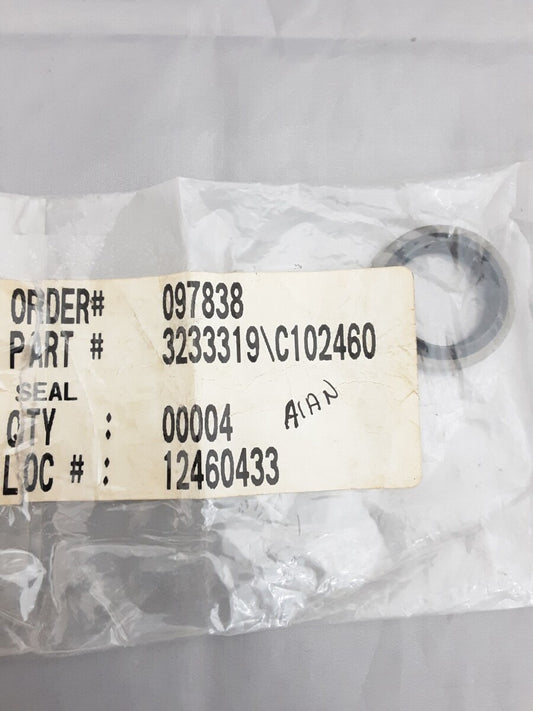 ORDER# 097838
PART # 3233319\C102460
SEAL
QTY : 00004
AIAN
LOC # : 12460433